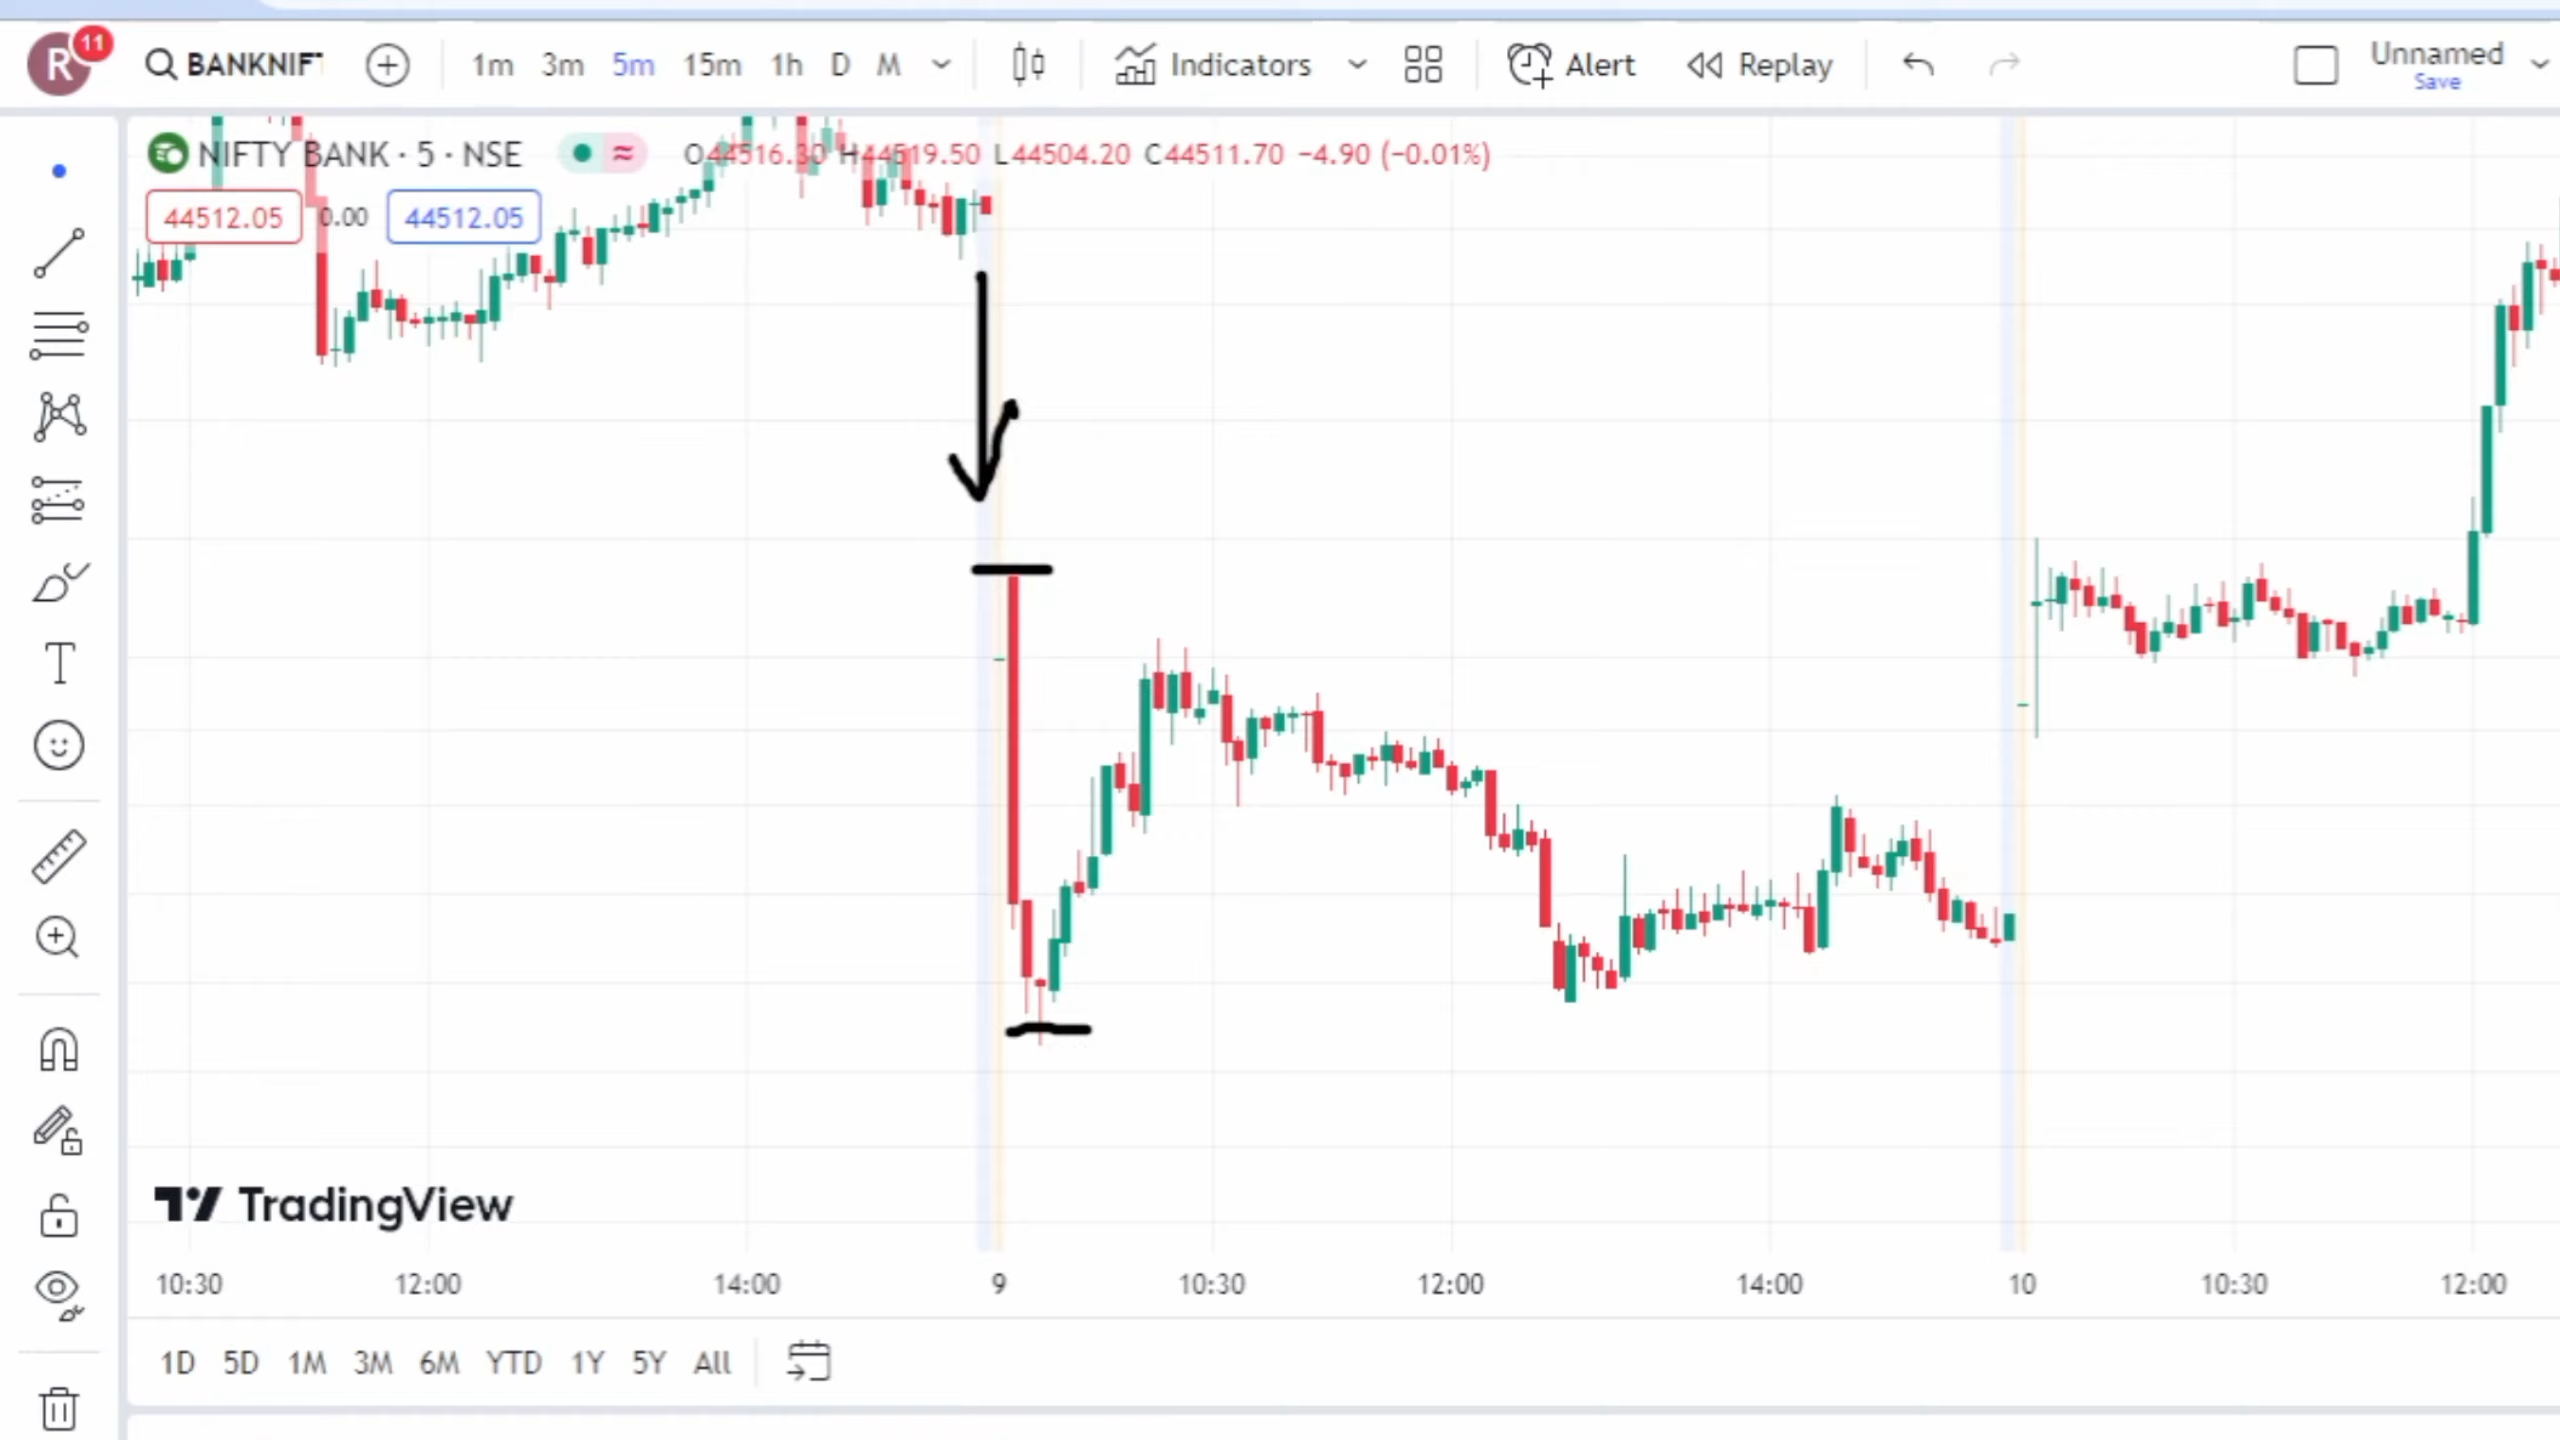 R 11 BANKNIFT 1m 3m 5m 15m 1h D M Indicators Alert Replay Unnamed
Save
NIFTY BANK · 5 · NSE O44516.30 H44519.50 L44504.20 C44511.70 −4.90 (−0.01%)
44512.05 0.00 44512.05
TradingView
10:30 12:00 14:00 9 10:30 12:00 14:00 10 10:30 12:00
1D 5D 1M 3M 6M YTD 1Y 5Y All